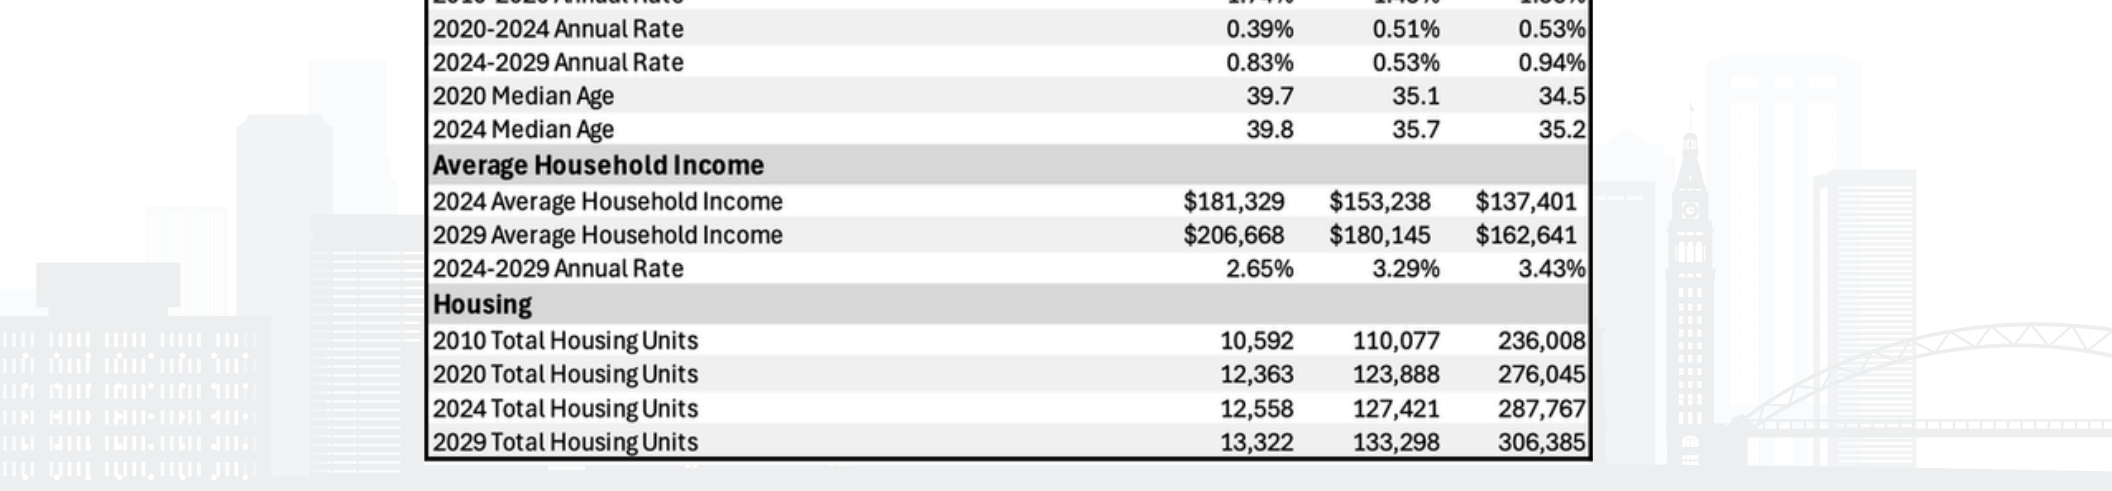 2020-2024 Annual Rate 0.39% 0.51% 0.53%
2024-2029 Annual Rate 0.83% 0.53% 0.94%
2020 Median Age 39.7 35.1 34.5
2024 Median Age 39.8 35.7 35.2
Average Household Income
2024 Average Household Income $181,329 $153,238 $137,401
2029 Average Household Income $206,668 $180,145 $162,641
2024-2029 Annual Rate 2.65% 3.29% 3.43%
Housing
2010 Total Housing Units 10,592 110,077 236,008
2020 Total Housing Units 12,363 123,888 276,045
2024 Total Housing Units 12,558 127,421 287,767
2029 Total Housing Units 13,322 133,298 306,385